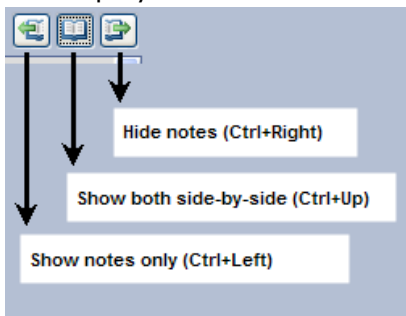 Hide notes (Ctrl+Right)
Show both side-by-side (Ctrl+Up)
Show notes only (Ctrl+Left)